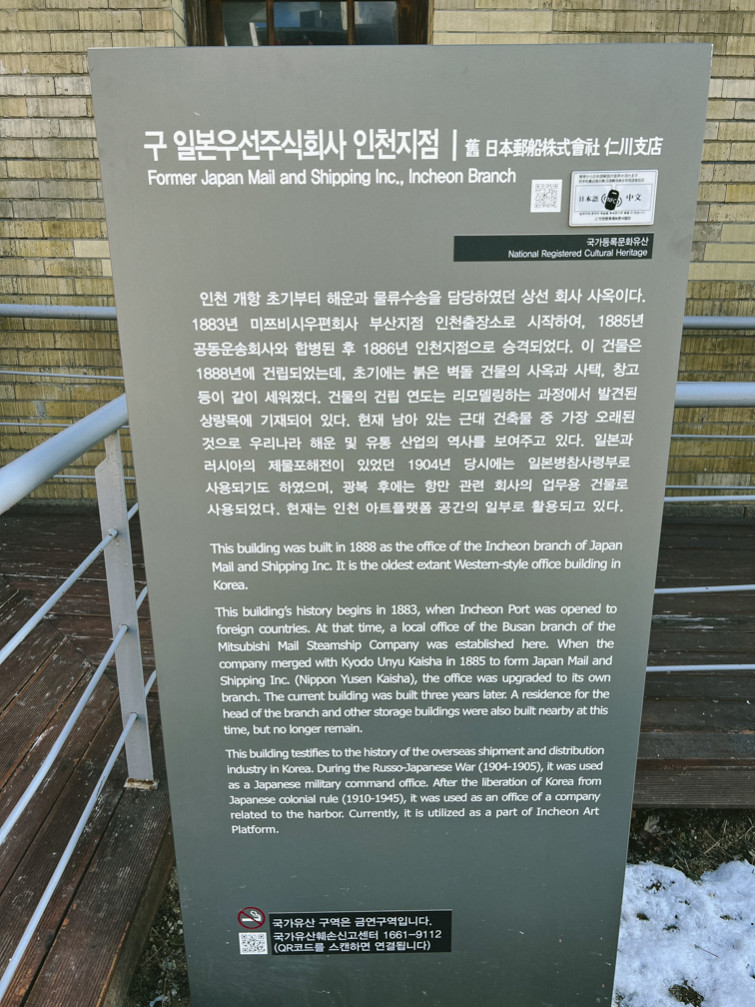 구 일본우선주식회사 인천지점 | 舊 日本郵船株式會社 仁川支店
Former Japan Mail and Shipping Inc., Incheon Branch
日本語 NFC 中文
국가등록문화유산
National Registered Cultural Heritage
인천 개항 초기부터 해운과 물류수송을 담당하였던 상선 회사 사옥이다.
1883년 미쯔비시우편회사 부산지점 인천출장소로 시작하여, 1885년
공동운송회사와 합병된 후 1886년 인천지점으로 승격되었다. 이 건물은
1888년에 건립되었는데, 초기에는 붉은 벽돌 건물의 사옥과 사택, 창고
등이 같이 세워졌다. 건물의 건립 연도는 리모델링하는 과정에서 발견된
상량목에 기재되어 있다. 현재 남아 있는 근대 건축물 중 가장 오래된
것으로 우리나라 해운 및 유통 산업의 역사를 보여주고 있다. 일본과
러시아의 제물포해전이 있었던 1904년 당시에는 일본병참사령부로
사용되기도 하였으며, 광복 후에는 항만 관련 회사의 업무용 건물로
사용되었다. 현재는 인천 아트플랫폼 공간의 일부로 활용되고 있다.
This building was built in 1888 as the office of the Incheon branch of Japan
Mail and Shipping Inc. It is the oldest extant Western-style office building in
Korea.
This building's history begins in 1883, when Incheon Port was opened to
foreign countries. At that time, a local office of the Busan branch of the
Mitsubishi Mail Steamship Company was established here. When the
company merged with Kyodo Unyu Kaisha in 1885 to form Japan Mail and
Shipping Inc. (Nippon Yusen Kaisha), the office was upgraded to its own
branch. The current building was built three years later. A residence for the
head of the branch and other storage buildings were also built nearby at this
time, but no longer remain.
This building testifies to the history of the overseas shipment and distribution
industry in Korea. During the Russo-Japanese War (1904-1905), it was used
as a Japanese military command office. After the liberation of Korea from
Japanese colonial rule (1910-1945), it was used as an office of a company
related to the harbor. Currently, it is utilized as a part of Incheon Art
Platform.
국가유산 구역은 금연구역입니다.
국가유산훼손신고센터 1661-9112
(QR코드를 스캔하면 연결됩니다)